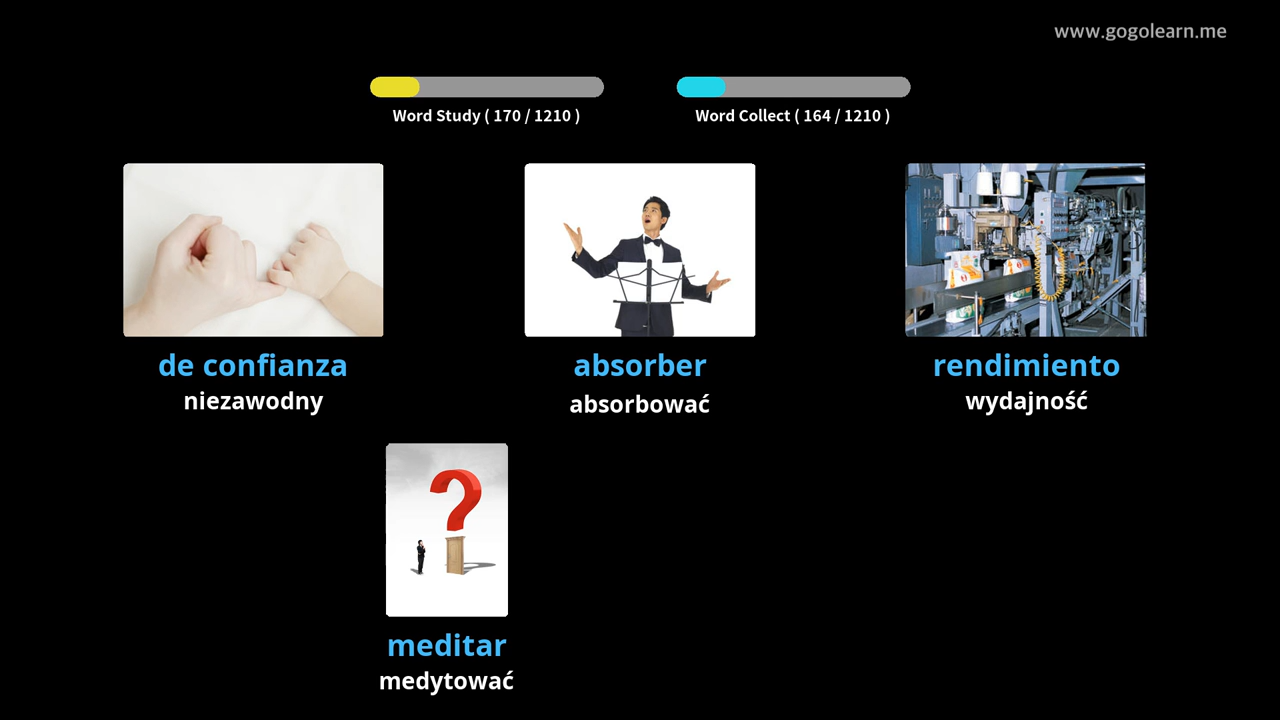 www.gogolearn.me
Word Study ( 170 / 1210 )
Word Collect ( 164 / 1210 )
de confianza
niezawodny
absorber
absorbować
rendimiento
wydajność
meditar
medytować